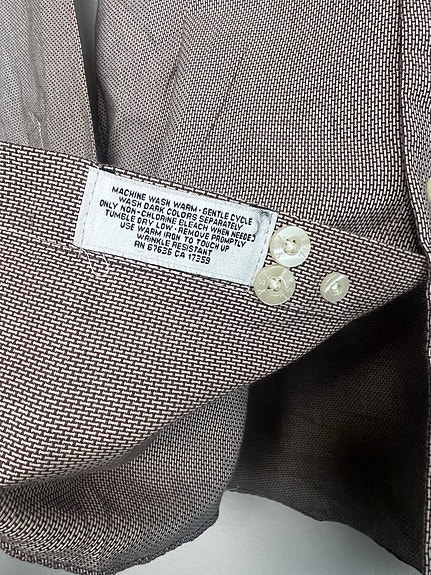 MACHINE WASH WARM • GENTLE CYCLE
WASH DARK COLORS SEPARATELY
ONLY NON-CHLORINE BLEACH WHEN NEEDED
TUMBLE DRY LOW • REMOVE PROMPTLY
USE WARM IRON TO TOUCH UP
WRINKLE RESISTANT
RN 67636 CA 17359